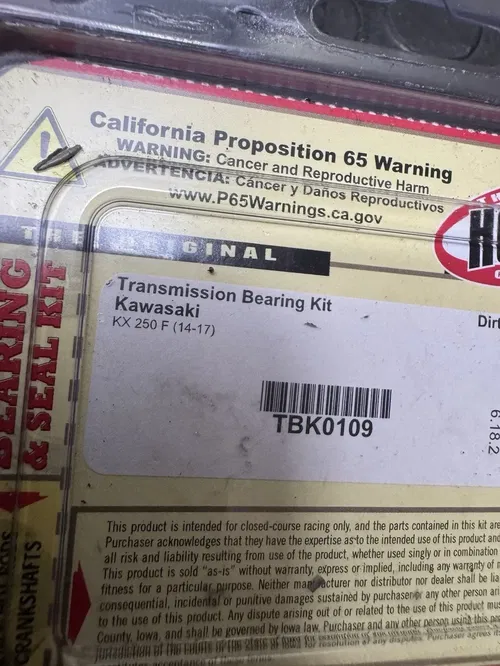 California Proposition 65 Warning
WARNING: Cancer and Reproductive Harm
ADVERTENCIA: Cáncer y Daños Reproductivos
www.P65Warnings.ca.gov
THE ORIGINAL
BEARING
& SEAL KIT
Transmission Bearing Kit
Kawasaki
KX 250 F (14-17)
TBK0109
6.18.2
CRANKSHAFTS
This product is intended for closed-course racing only, and the parts contained in this kit are
Purchaser acknowledges that they have the expertise as to the intended use of this product and
all risk and liability resulting from use of the product, whether used singly or in combination
This product is sold "as-is" without warranty, express or implied, including any warranty of
fitness for a particular purpose. Neither manufacturer nor distributor nor dealer shall be
consequential, incidental or punitive damages sustained by purchaser or any other person
to the use of this product. Any dispute arising out of or related to the use of this product
County, Iowa, and shall be governed by Iowa law. Purchaser and any other person using this